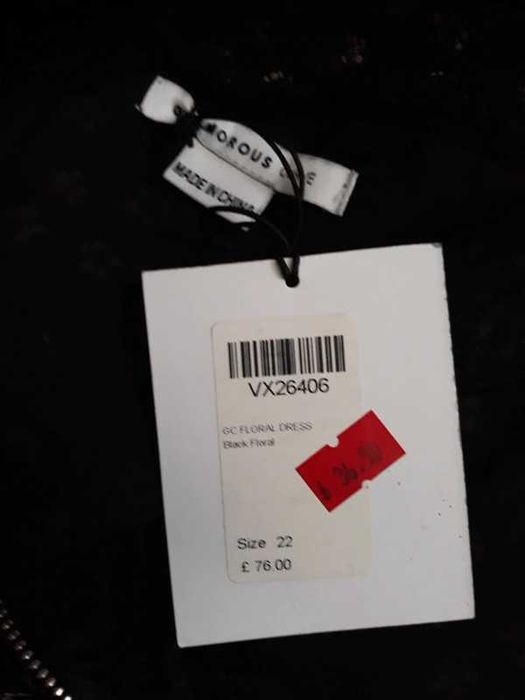 MOROUS
MADE IN CHINA
VX26406
GC FLORAL DRESS
Black Floral
Size 22
£ 76.00